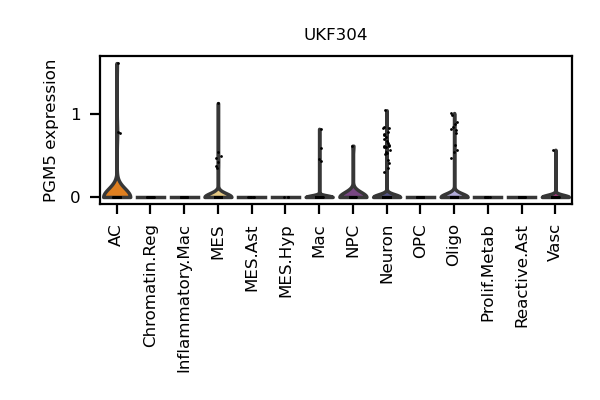 UKF304
PGM5 expression
1
0
AC
Chromatin.Reg
Inflammatory.Mac
MES
MES.Ast
MES.Hyp
Mac
NPC
Neuron
OPC
Oligo
Prolif.Metab
Reactive.Ast
Vasc